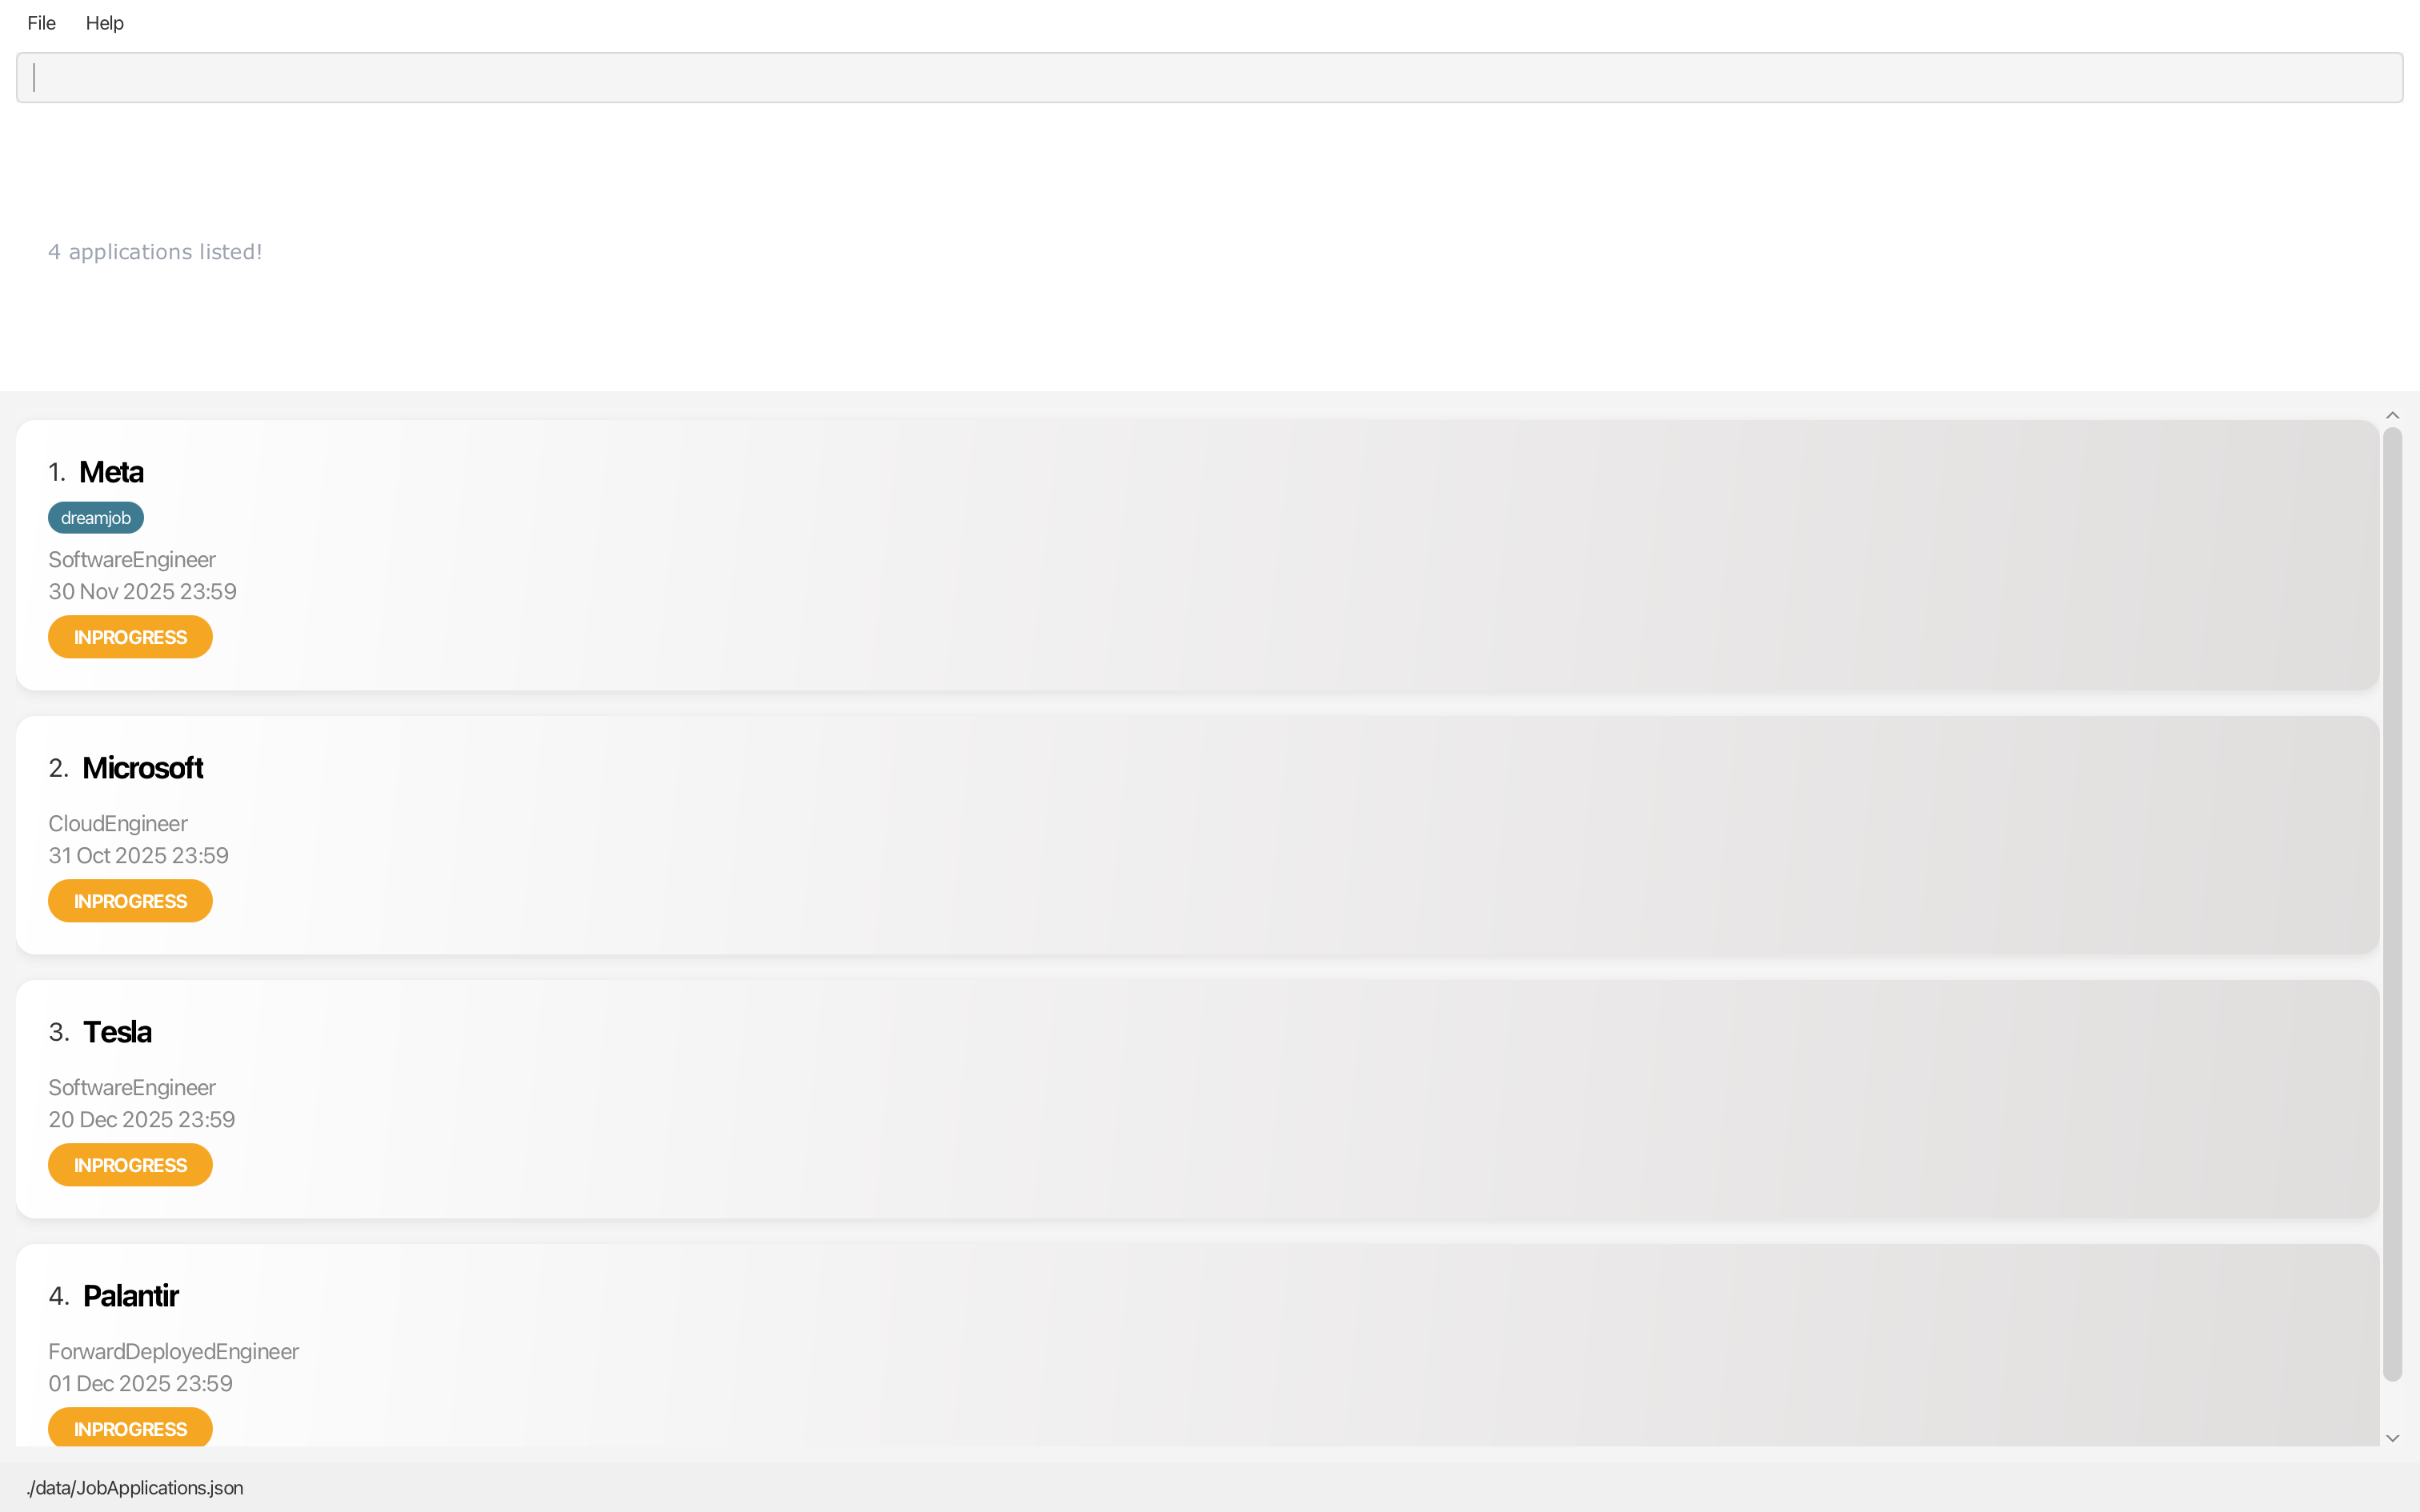 File Help
4 applications listed!
1. Meta
dreamjob
SoftwareEngineer
30 Nov 2025 23:59
INPROGRESS
2. Microsoft
CloudEngineer
31 Oct 2025 23:59
INPROGRESS
3. Tesla
SoftwareEngineer
20 Dec 2025 23:59
INPROGRESS
4. Palantir
ForwardDeployedEngineer
01 Dec 2025 23:59
INPROGRESS
./data/JobApplications.json